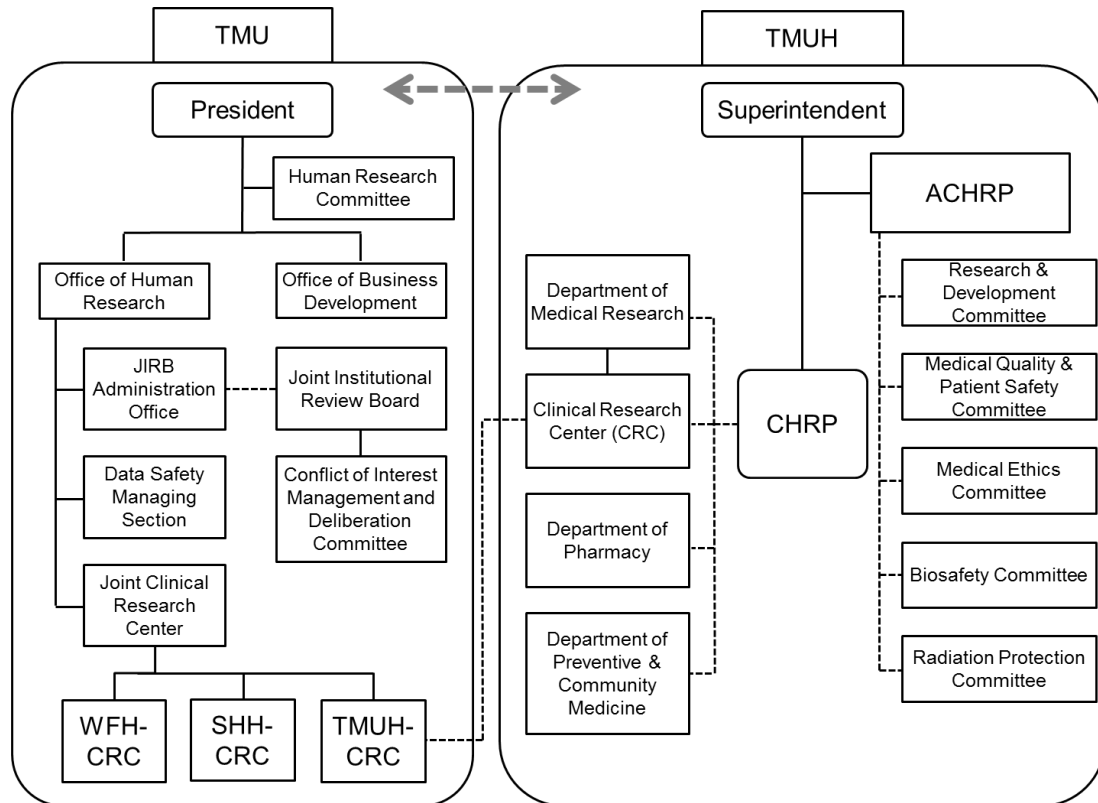 TMU
President
Human Research
Committee
Office of Human
Research
Office of Business
Development
JIRB
Administration
Office
Joint Institutional
Review Board
Data Safety
Managing
Section
Conflict of Interest
Management and
Deliberation
Committee
Joint Clinical
Research
Center
WFH-
CRC
SHH-
CRC
TMUH-
CRC
TMUH
Superintendent
ACHRP
Department of
Medical Research
Clinical Research
Center (CRC)
Department of
Pharmacy
Department of
Preventive &
Community
Medicine
CHRP
Research &
Development
Committee
Medical Quality &
Patient Safety
Committee
Medical Ethics
Committee
Biosafety Committee
Radiation Protection
Committee